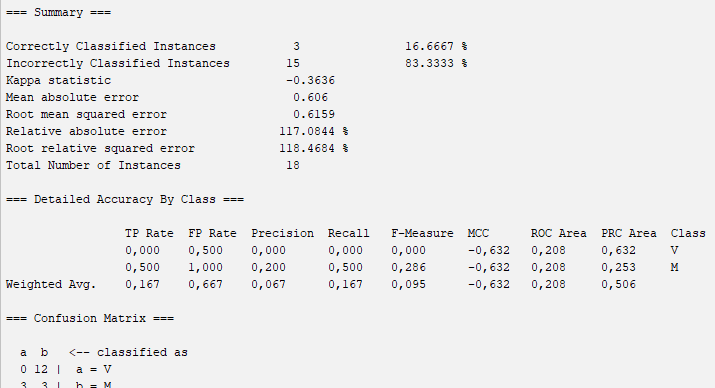 === Summary ===
Correctly Classified Instances 3 16.6667 %
Incorrectly Classified Instances 15 83.3333 %
Kappa statistic -0.3636
Mean absolute error 0.606
Root mean squared error 0.6159
Relative absolute error 117.0844 %
Root relative squared error 118.4684 %
Total Number of Instances 18
=== Detailed Accuracy By Class ===
TP Rate FP Rate Precision Recall F-Measure MCC ROC Area PRC Area Class
0,000 0,500 0,000 0,000 0,000 -0,632 0,208 0,632 V
0,500 1,000 0,200 0,500 0,286 -0,632 0,208 0,253 M
Weighted Avg. 0,167 0,667 0,067 0,167 0,095 -0,632 0,208 0,506
=== Confusion Matrix ===
a b <-- classified as
0 12 | a = V
3 3 | b = M